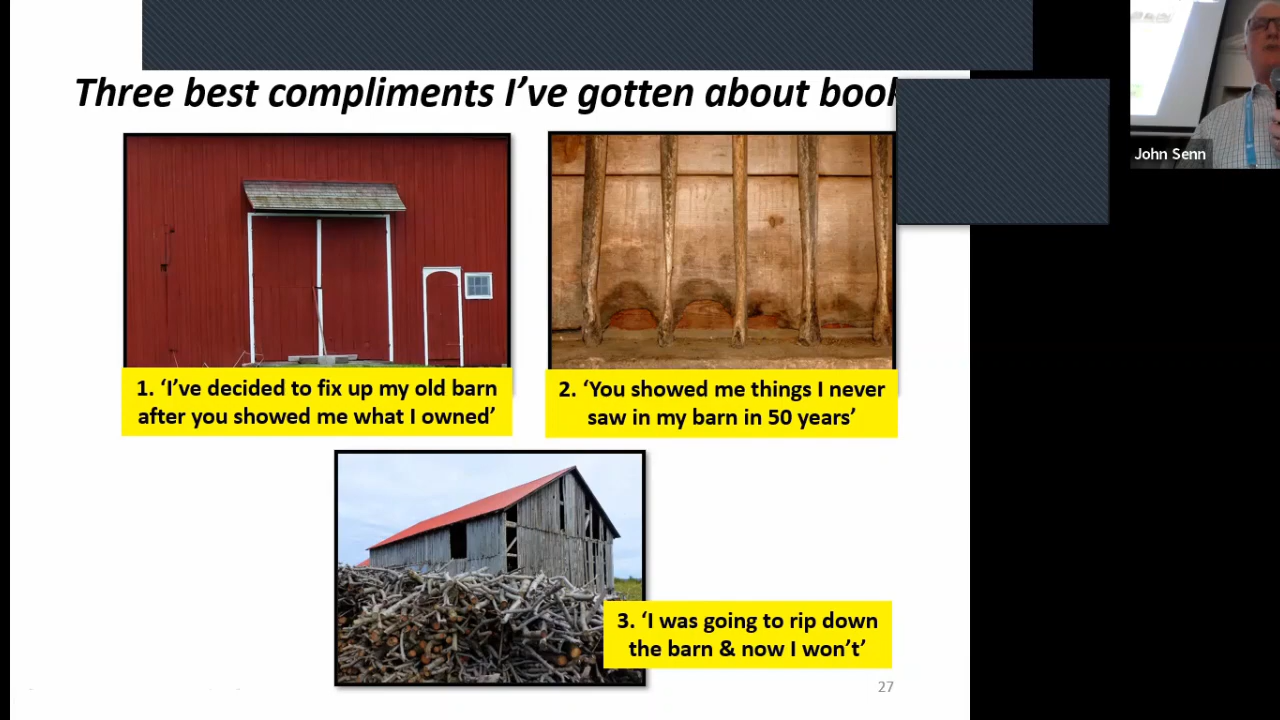 Three best compliments I've gotten about book
John Senn
1. ‘I’ve decided to fix up my old barn
after you showed me what I owned’
2. ‘You showed me things I never
saw in my barn in 50 years’
3. ‘I was going to rip down
the barn & now I won’t’
27